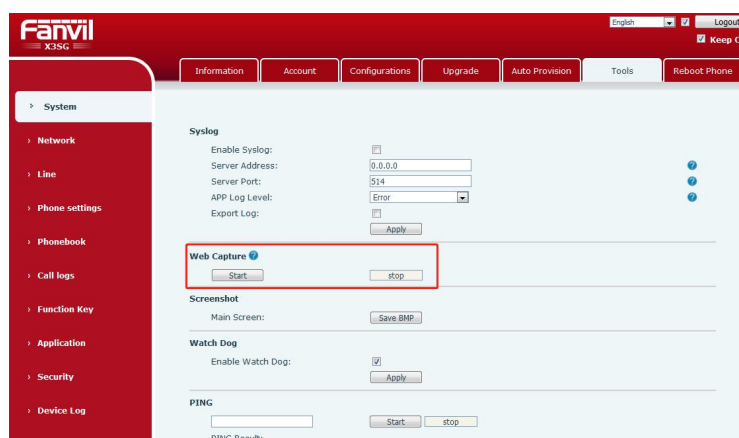 English Logout
Fanvil
X3SG
Keep
Information Account Configurations Upgrade Auto Provision Tools Reboot Phone
› System
› Network
› Line
› Phone settings
› Phonebook
› Call logs
› Function Key
› Application
› Security
› Device Log
Syslog
Enable Syslog:
Server Address: 0.0.0.0 ?
Server Port: 514 ?
APP Log Level: Error ?
Export Log:
Apply
Web Capture ?
Start stop
Screenshot
Main Screen: Save BMP
Watch Dog
Enable Watch Dog:
Apply
PING
Start stop